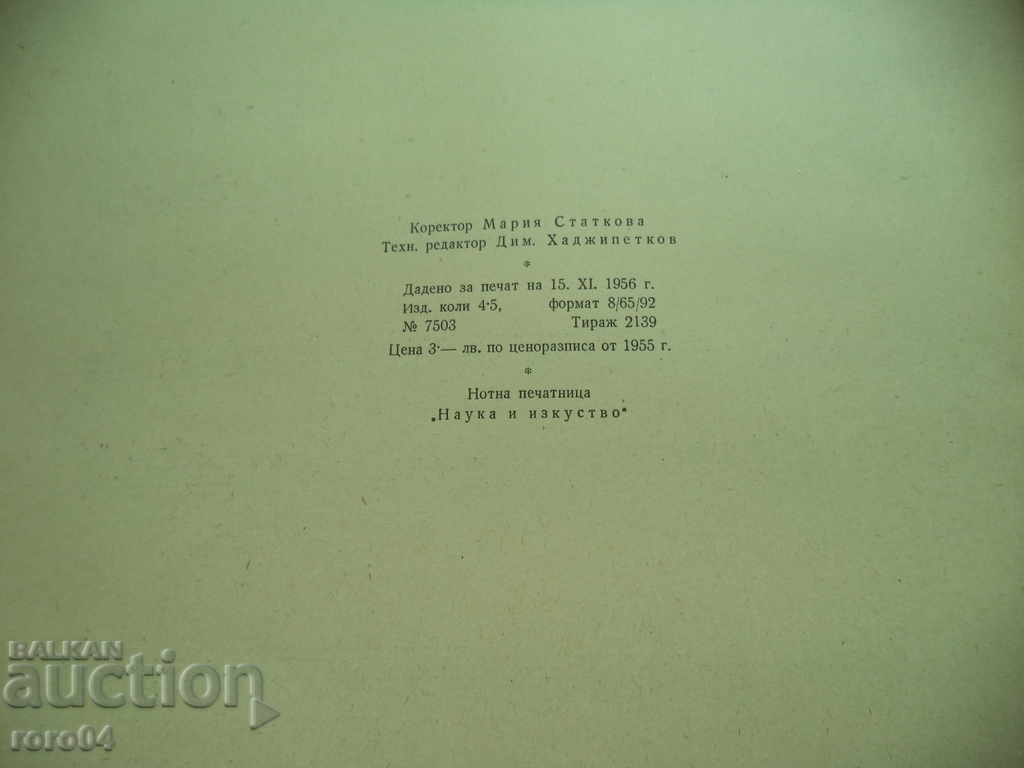 Коректор Мария Статкова
Техн. редактор Дим. Хаджипетков
*
Дадено за печат на 15. XI. 1956 г.
Изд. коли 4·5, формат 8/65/92
№ 7503 Тираж 2139
Цена 3·— лв. по ценоразписа от 1955 г.
*
Нотна печатница
„Наука и изкуство“
BALKAN
auction
roro04